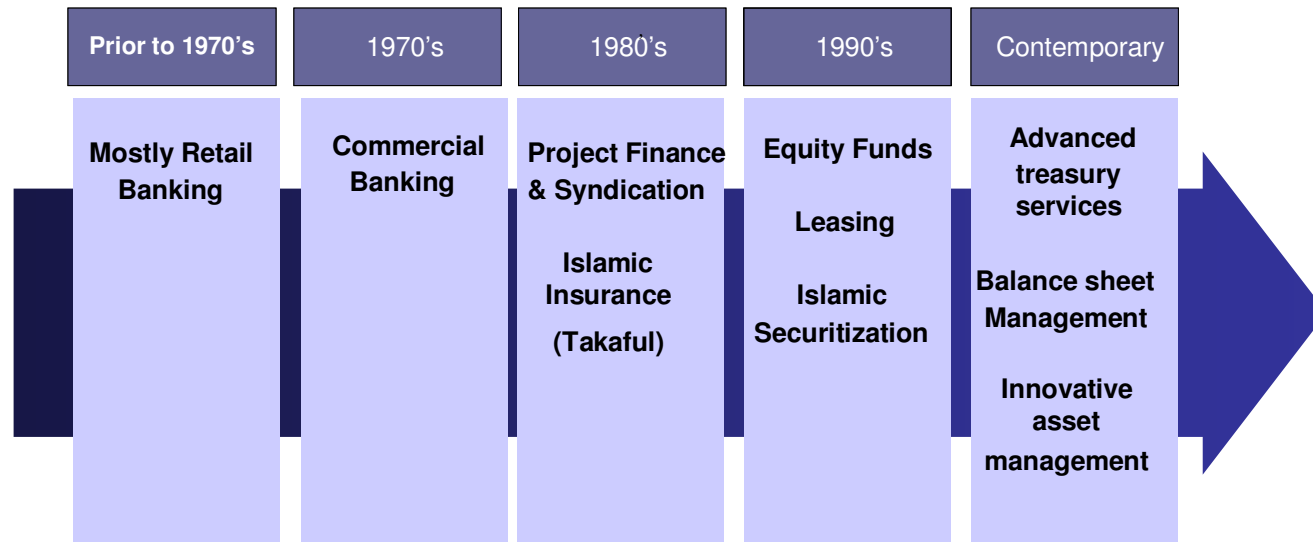 Prior to 1970's
1970's
1980's
1990's
Contemporary
Mostly Retail
Banking
Commercial
Banking
Project Finance
& Syndication
Islamic
Insurance
(Takaful)
Equity Funds
Leasing
Islamic
Securitization
Advanced
treasury
services
Balance sheet
Management
Innovative
asset
management